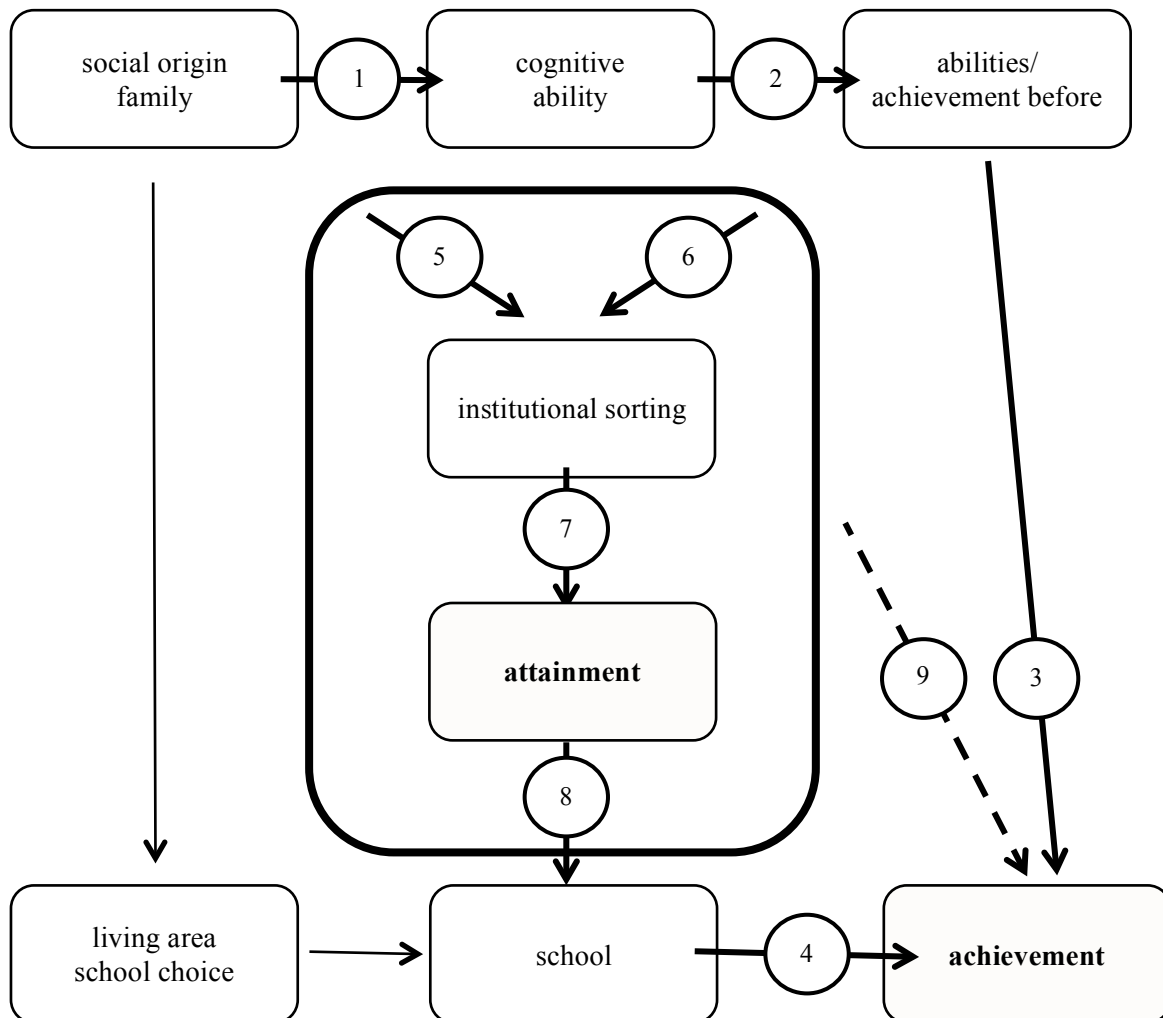 social origin
family
1
cognitive
ability
2
abilities/
achievement before
5
6
institutional sorting
7
attainment
9
3
8
living area
school choice
school
4
achievement